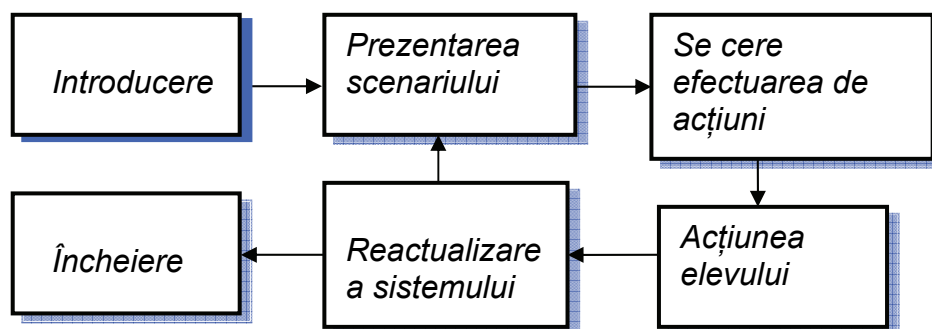 Introducere
Prezentarea
scenariului
Se cere
efectuarea de
acțiuni
Încheiere
Reactualizare
a sistemului
Acțiunea
elevului